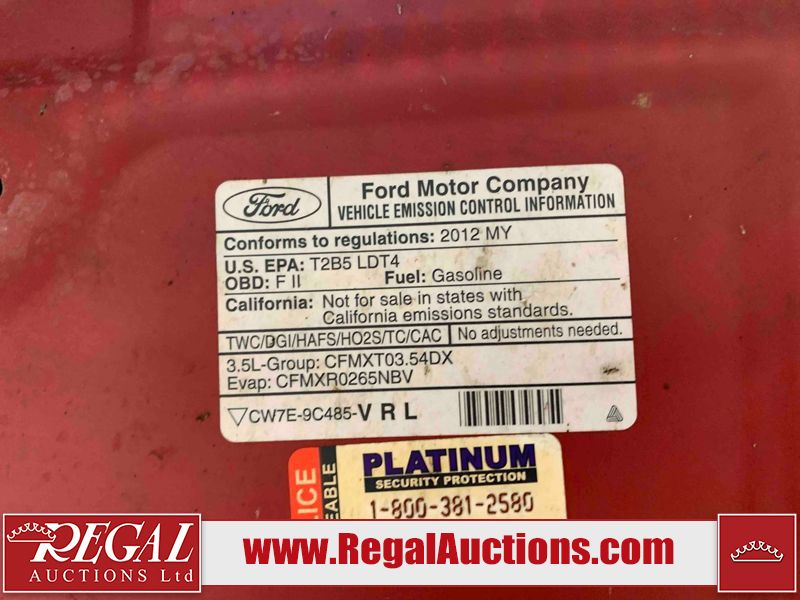 Ford
Ford Motor Company
VEHICLE EMISSION CONTROL INFORMATION
Conforms to regulations: 2012 MY
U.S. EPA: T2B5 LDT4
OBD: F II Fuel: Gasoline
California: Not for sale in states with
California emissions standards.
TWC/DGI/HAFS/HO2S/TC/CAC No adjustments needed.
3.5L-Group: CFMXT03.54DX
Evap: CFMXR0265NBV
CW7E-9C485-V R L
PLATINUM
SECURITY PROTECTION
1-800-381-2580
REGAL
AUCTIONS Ltd
www.RegalAuctions.com